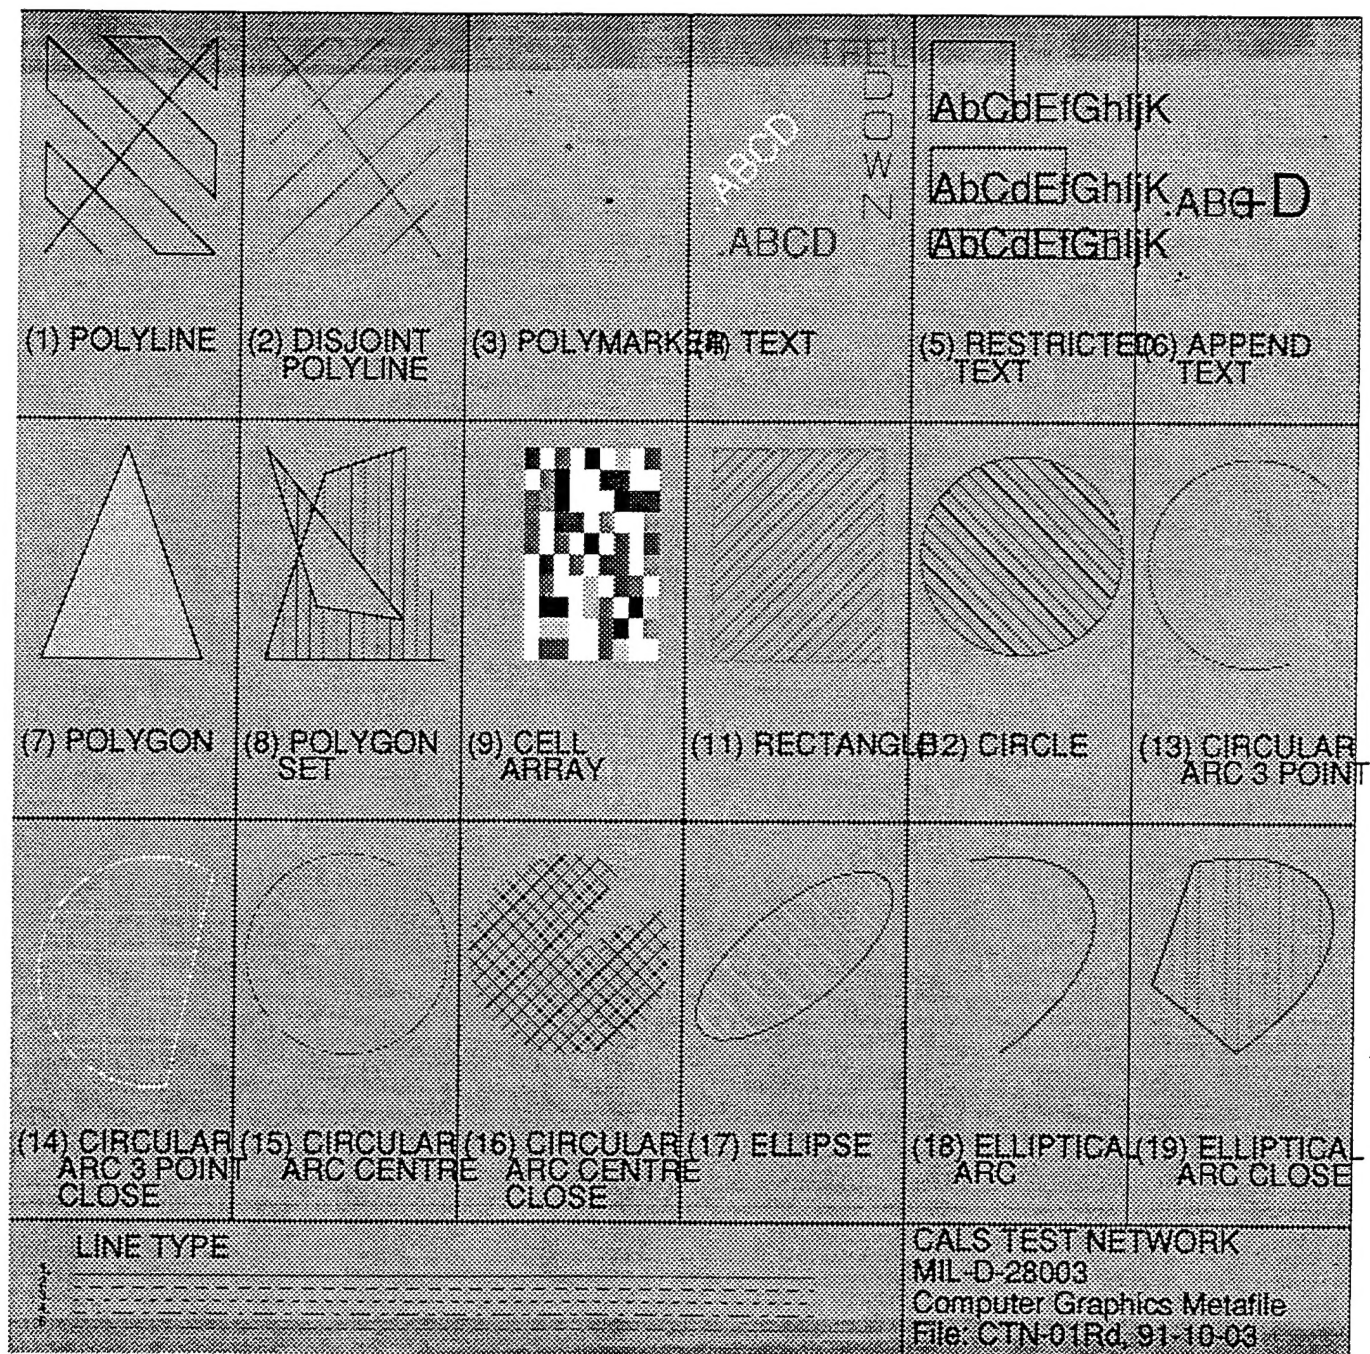 TREL
ZWOD
.ABCD
.ABCD
AbCdEfGhIjK
AbCdEfGhIjK
AbCdEfGhIjK
.ABC+D
(1) POLYLINE
(2) DISJOINT
POLYLINE
(3) POLYMARKER
(4) TEXT
(5) RESTRICTED
TEXT
(6) APPEND
TEXT
(7) POLYGON
(8) POLYGON
SET
(9) CELL
ARRAY
(11) RECTANGLE
(12) CIRCLE
(13) CIRCULAR
ARC 3 POINT
(14) CIRCULAR
ARC 3 POINT
CLOSE
(15) CIRCULAR
ARC CENTRE
(16) CIRCULAR
ARC CENTRE
CLOSE
(17) ELLIPSE
(18) ELLIPTICAL
ARC
(19) ELLIPTICAL
ARC CLOSE
LINE TYPE
CALS TEST NETWORK
MIL-D-28003
Computer Graphics Metafile
File: CTN-01Rd, 91-10-03